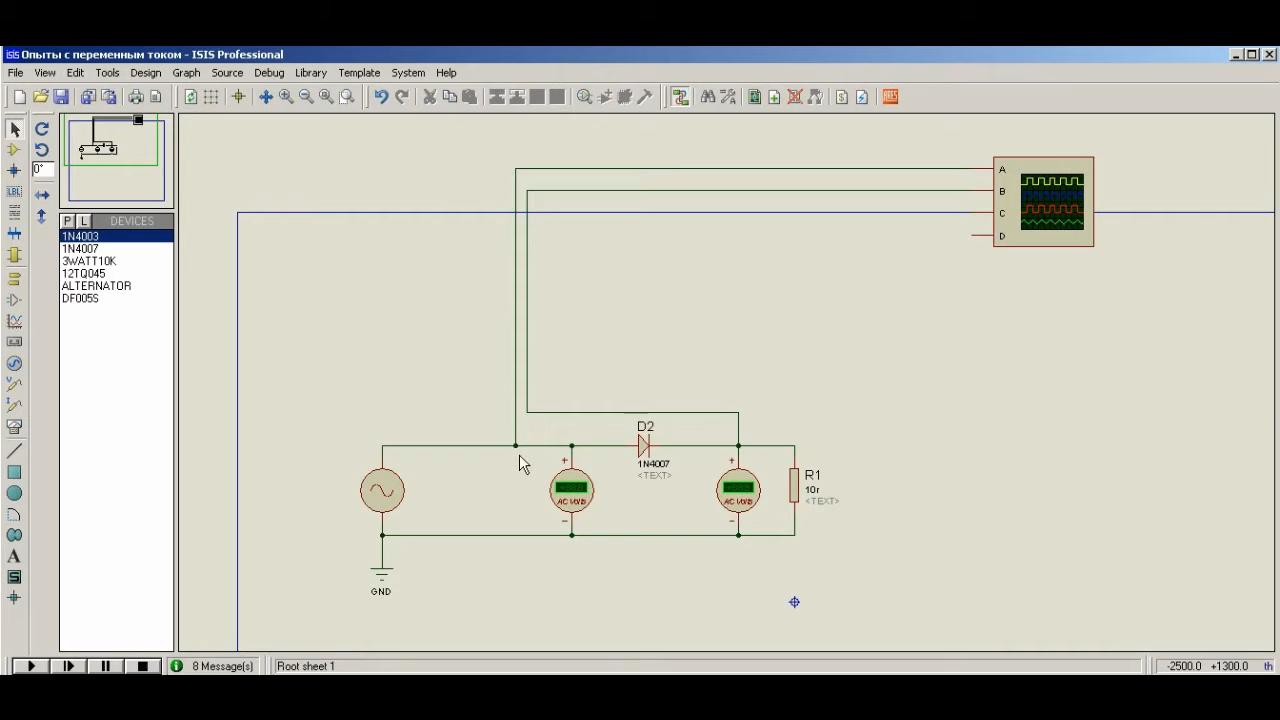 ISIS Опыты с переменным током - ISIS Professional
File View Edit Tools Design Graph Source Debug Library Template System Help
0°
LBL
P L DEVICES
1N4003
1N4007
3WATT10K
12TQ045
ALTERNATOR
DF005S
A
B
C
D
D2
1N4007
<TEXT>
R1
10r
<TEXT>
+
AC Volts
−
+
AC Volts
−
GND
8 Message(s)
Root sheet 1
-2500.0 +1300.0 th